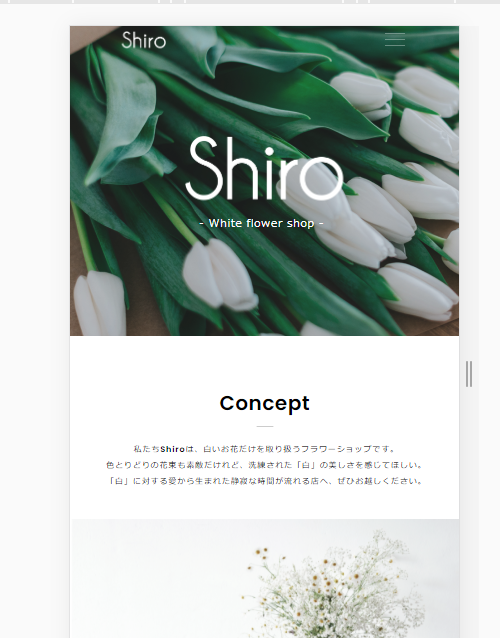 Shiro
Shiro
- White flower shop -
Concept
私たちShiroは、白いお花だけを取り扱うフラワーショップです。
色とりどりの花束も素敵だけれど、洗練された「白」の美しさを感じてほしい。
「白」に対する愛から生まれた静寂な時間が流れる店へ、ぜひお越しください。